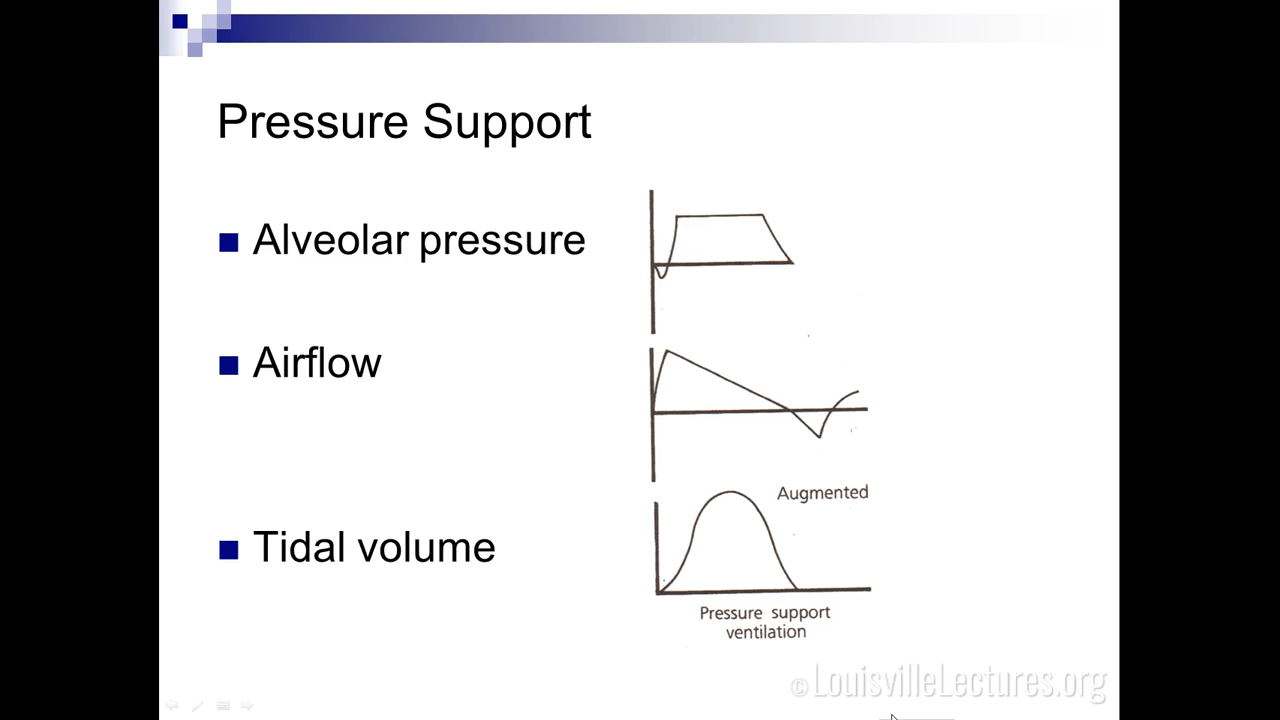 Pressure Support
Alveolar pressure
Airflow
Augmented
Tidal volume
Pressure support
ventilation
©LouisvilleLectures.org